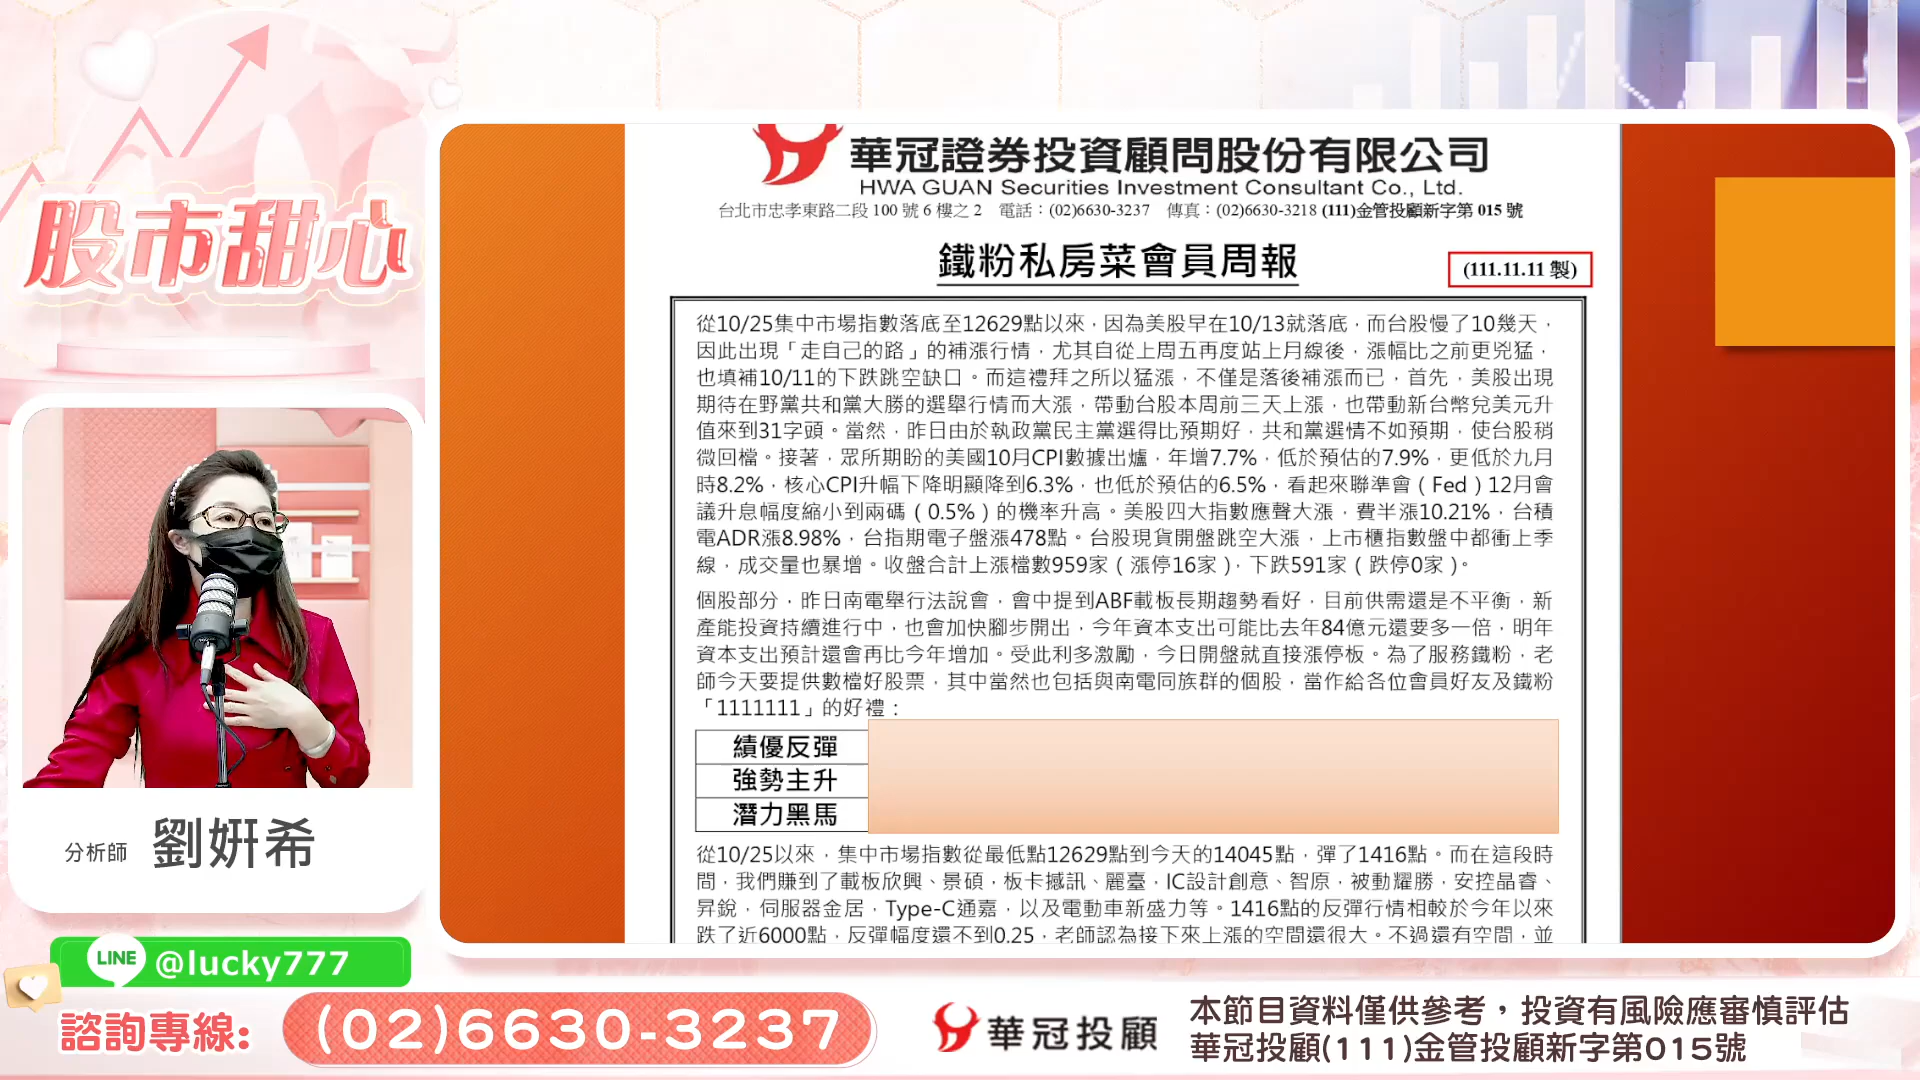 股市甜心
分析師 劉妍希
LINE @lucky777
諮詢專線: (02)6630-3237
華冠證券投資顧問股份有限公司
HWA GUAN Securities Investment Consultant Co., Ltd.
台北市忠孝東路二段 100 號 6 樓之 2 電話：(02)6630-3237 傳真：(02)6630-3218 (111)金管投顧新字第 015 號
鐵粉私房菜會員周報
(111.11.11 製)
從10/25集中市場指數落底至12629點以來，因為美股早在10/13就落底，而台股慢了10幾天，
因此出現「走自己的路」的補漲行情，尤其自從上周五再度站上月線後，漲幅比之前更兇猛，
也填補10/11的下跌跳空缺口。而這禮拜之所以猛漲，不僅是落後補漲而已，首先，美股出現
期待在野黨共和黨大勝的選舉行情而大漲，帶動台股本周前三天上漲，也帶動新台幣兌美元升
值來到31字頭。當然，昨日由於執政黨民主黨選得比預期好，共和黨選情不如預期，使台股稍
微回檔。接著，眾所期盼的美國10月CPI數據出爐，年增7.7%，低於預估的7.9%，更低於九月
時8.2%，核心CPI升幅下降明顯降到6.3%，也低於預估的6.5%，看起來聯準會（Fed）12月會
議升息幅度縮小到兩碼（0.5%）的機率升高。美股四大指數應聲大漲，費半漲10.21%，台積
電ADR漲8.98%，台指期電子盤漲478點。台股現貨開盤跳空大漲，上市櫃指數盤中都衝上季
線，成交量也暴增。收盤合計上漲檔數959家（漲停16家），下跌591家（跌停0家）。
個股部分，昨日南電舉行法說會，會中提到ABF載板長期趨勢看好，目前供需還是不平衡，新
產能投資持續進行中，也會加快腳步開出，今年資本支出可能比去年84億元還要多一倍，明年
資本支出預計還會再比今年增加。受此利多激勵，今日開盤就直接漲停板。為了服務鐵粉，老
師今天要提供數檔好股票，其中當然也包括與南電同族群的個股，當作給各位會員好友及鐵粉
「1111111」的好禮：
績優反彈
強勢主升
潛力黑馬
從10/25以來，集中市場指數從最低點12629點到今天的14045點，彈了1416點。而在這段時
間，我們賺到了載板欣興、景碩，板卡撼訊、麗臺，IC設計創意、智原，被動耀勝，安控晶睿、
昇銳，伺服器金居，Type-C通嘉，以及電動車新盛力等。1416點的反彈行情相較於今年以來
跌了近6000點，反彈幅度還不到0.25，老師認為接下來上漲的空間還很大。不過還有空間，並
華冠投顧
本節目資料僅供參考，投資有風險應審慎評估
華冠投顧(111)金管投顧新字第015號